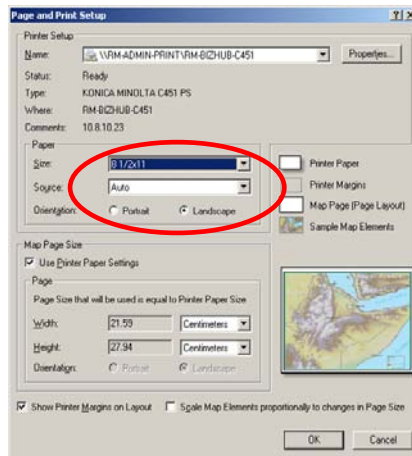 Page and Print Setup
Printer Setup
Name: \\RM-ADMIN-PRINT\RM-BIZHUB-C451 Properties...
Status: Ready
Type: KONICA MINOLTA C451 PS
Where: RM-BIZHUB-C451
Comments: 10.8.10.23
Paper
Size: 8 1/2x11
Source: Auto
Orientation: Portrait Landscape
Printer Paper
Printer Margins
Map Page (Page Layout)
Sample Map Elements
Map Page Size
Use Printer Paper Settings
Page
Page Size that will be used is equal to Printer Paper Size
Width: 21.59 Centimeters
Height: 27.94 Centimeters
Orientation: Portrait Landscape
Show Printer Margins on Layout Scale Map Elements proportionally to changes in Page Size
OK Cancel